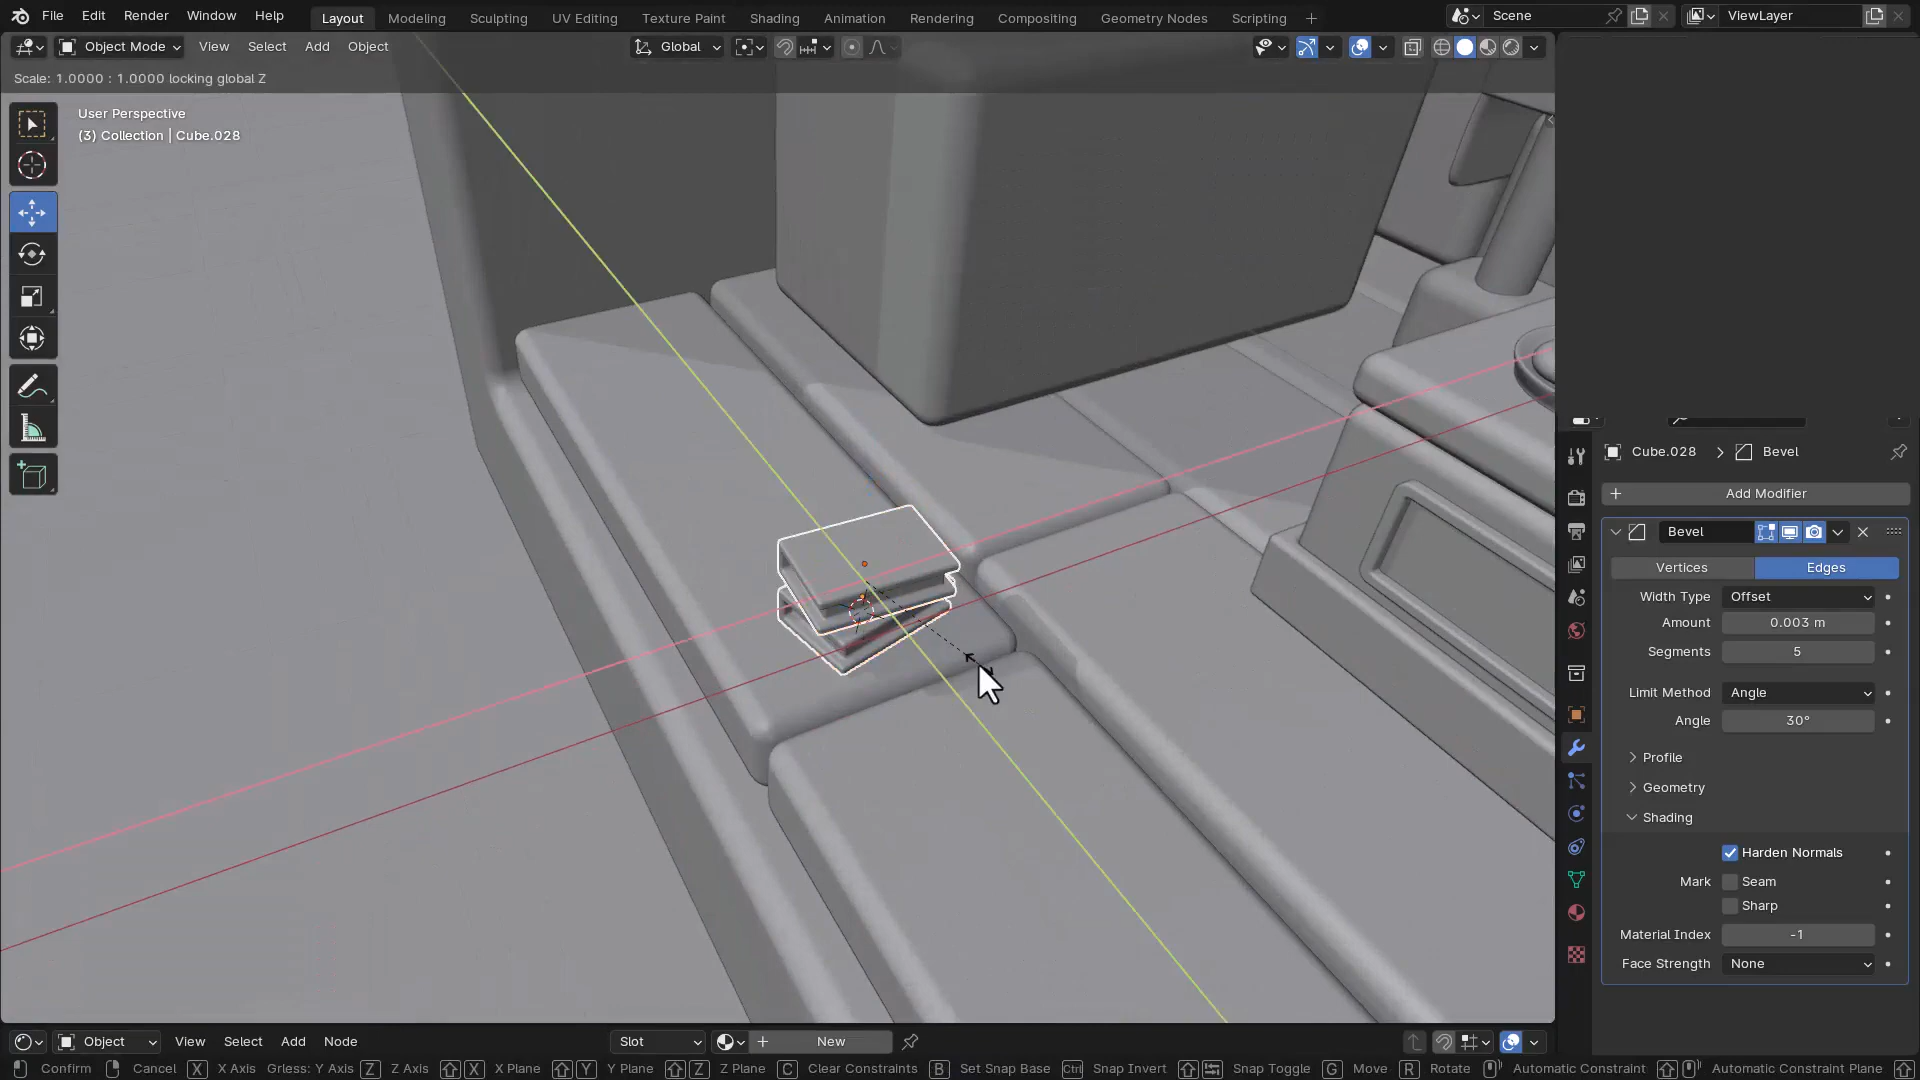 File Edit Render Window Help
Layout Modeling Sculpting UV Editing Texture Paint Shading Animation Rendering Compositing Geometry Nodes Scripting +
Scene
ViewLayer
Object Mode View Select Add Object
Global
Scale: 1.0000 : 1.0000 locking global Z
User Perspective
(3) Collection | Cube.028
Cube.028 > Bevel
+ Add Modifier
Bevel
Vertices Edges
Width Type Offset
Amount 0.003 m
Segments 5
Limit Method Angle
Angle 30°
Profile
Geometry
Shading
Harden Normals
Mark Seam
Sharp
Material Index -1
Face Strength None
Object View Select Add Node
Slot
+ New
Confirm Cancel X X Axis Grless: Y Axis Z Z Axis X X Plane Y Y Plane Z Z Plane C Clear Constraints B Set Snap Base Ctrl Snap Invert Snap Toggle G Move R Rotate Automatic Constraint Automatic Constraint Plane